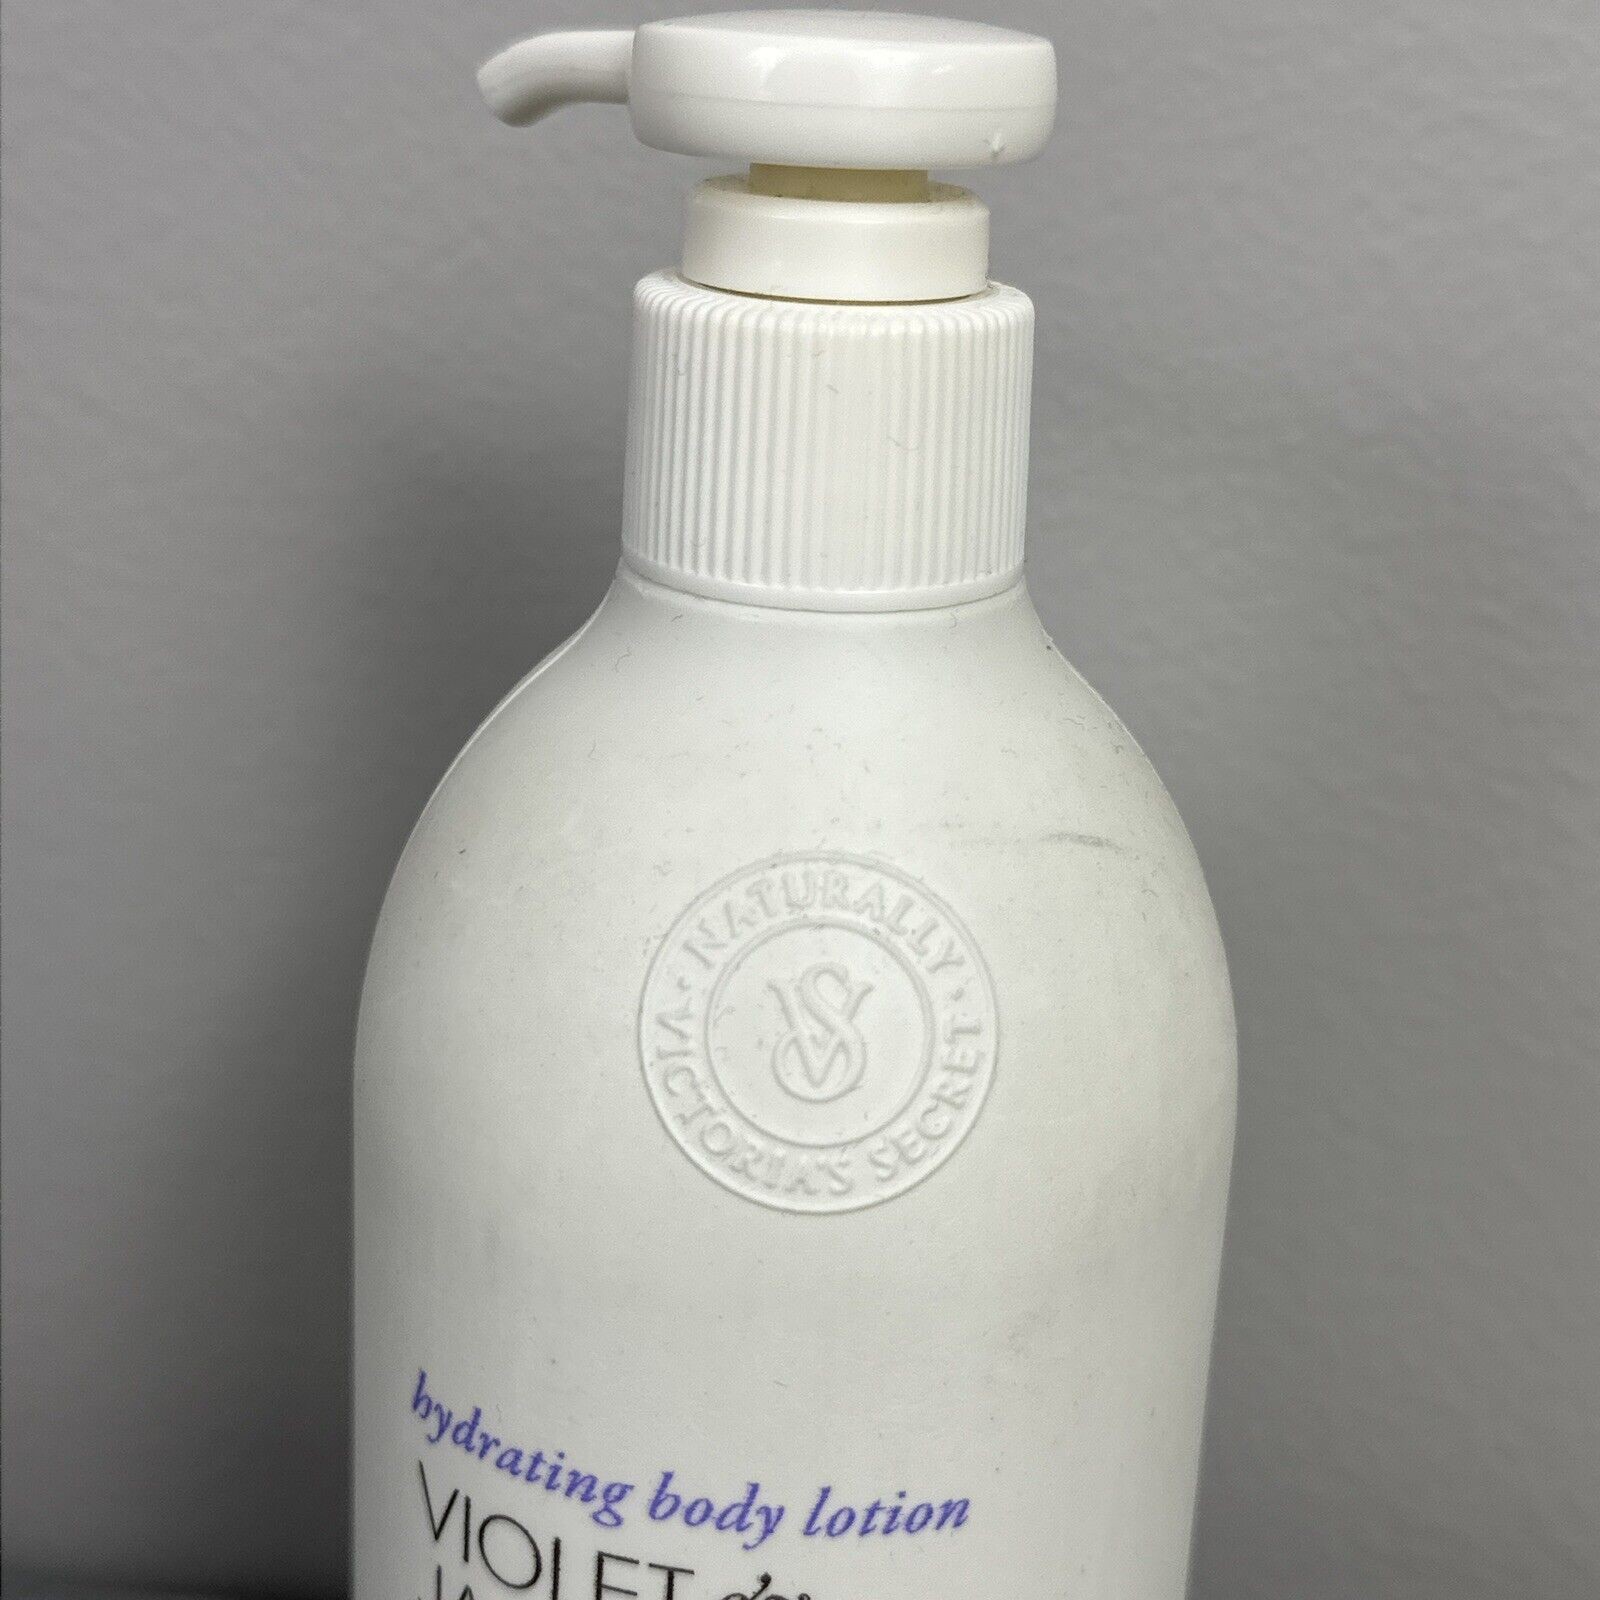 · NATURALLY ·
VICTORIA'S SECRET
VS
hydrating body lotion
VIOLET &